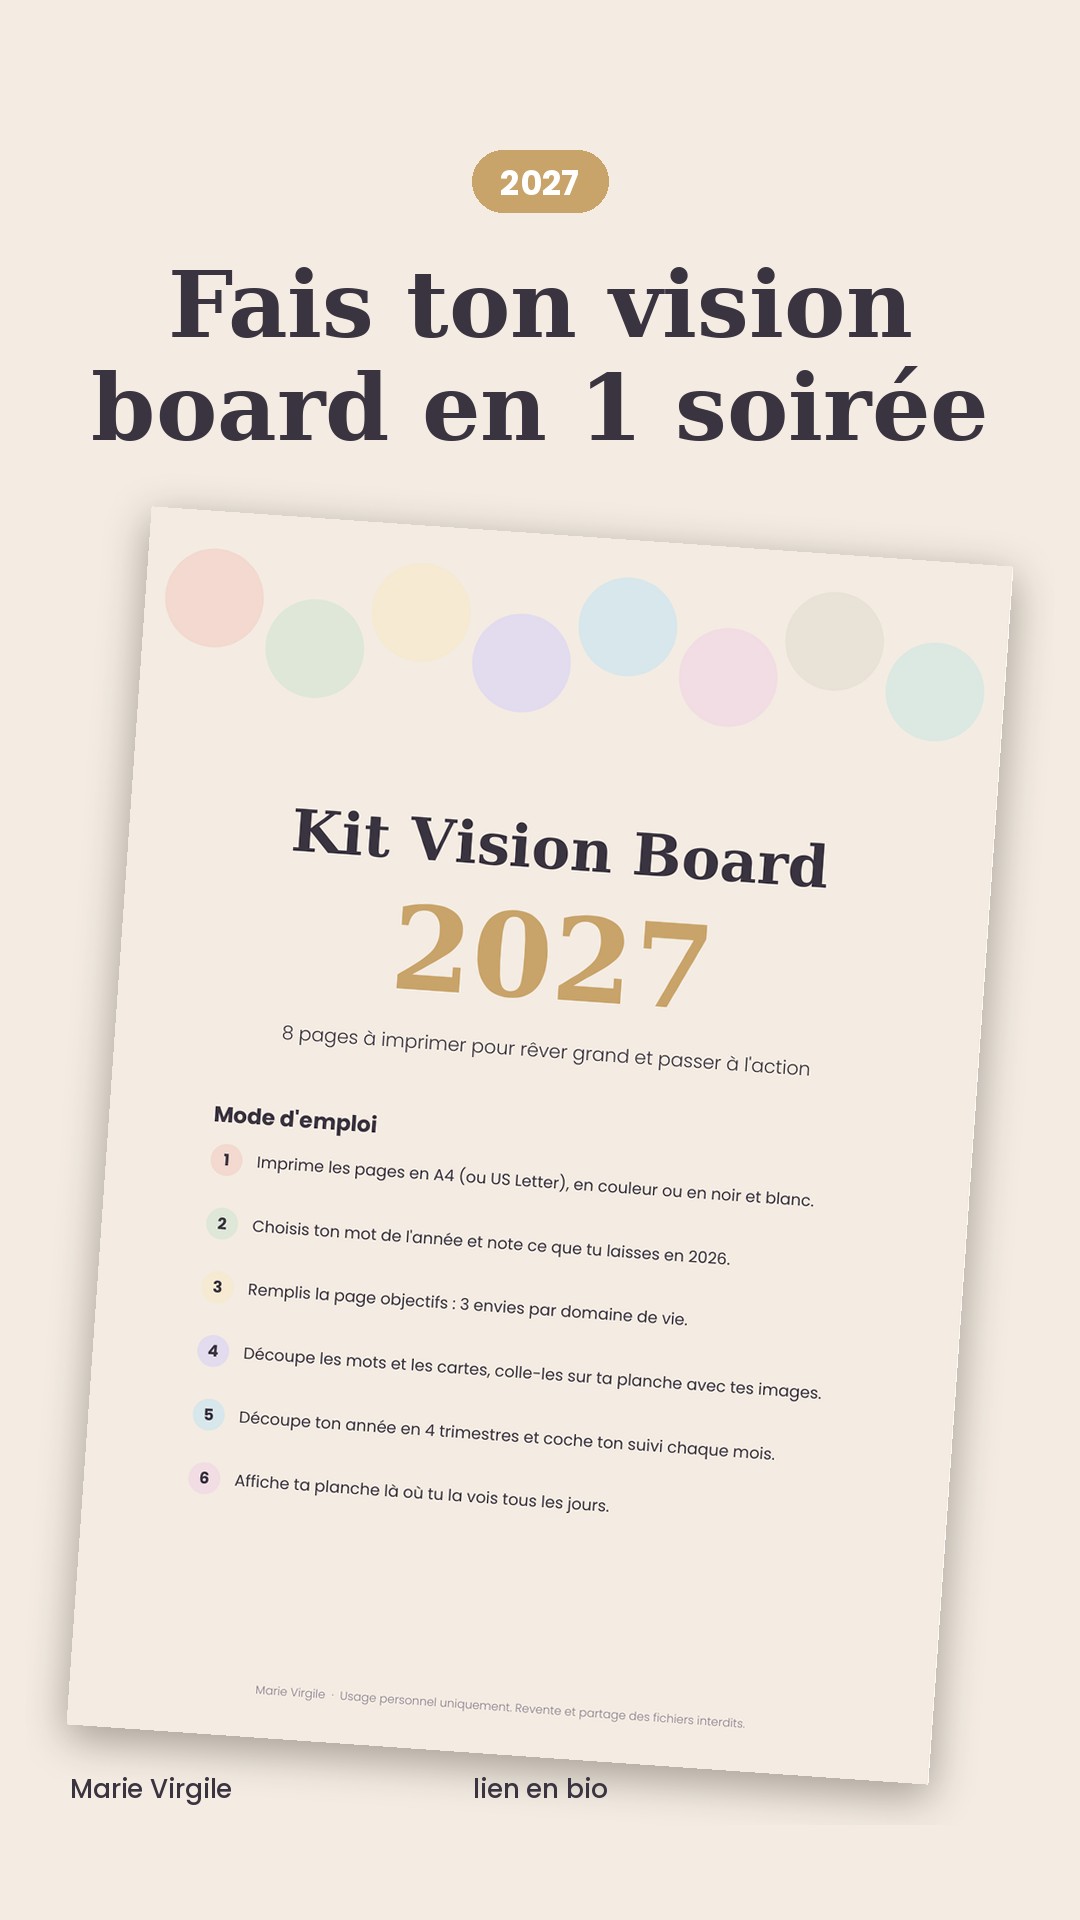 2027
Fais ton vision
board en 1 soirée
Kit Vision Board
2027
8 pages à imprimer pour rêver grand et passer à l'action
Mode d'emploi
1 Imprime les pages en A4 (ou US Letter), en couleur ou en noir et blanc.
2 Choisis ton mot de l'année et note ce que tu laisses en 2026.
3 Remplis la page objectifs : 3 envies par domaine de vie.
4 Découpe les mots et les cartes, colle-les sur ta planche avec tes images.
5 Découpe ton année en 4 trimestres et coche ton suivi chaque mois.
6 Affiche ta planche là où tu la vois tous les jours.
Marie Virgile · Usage personnel uniquement. Revente et partage des fichiers interdits.
Marie Virgile
lien en bio